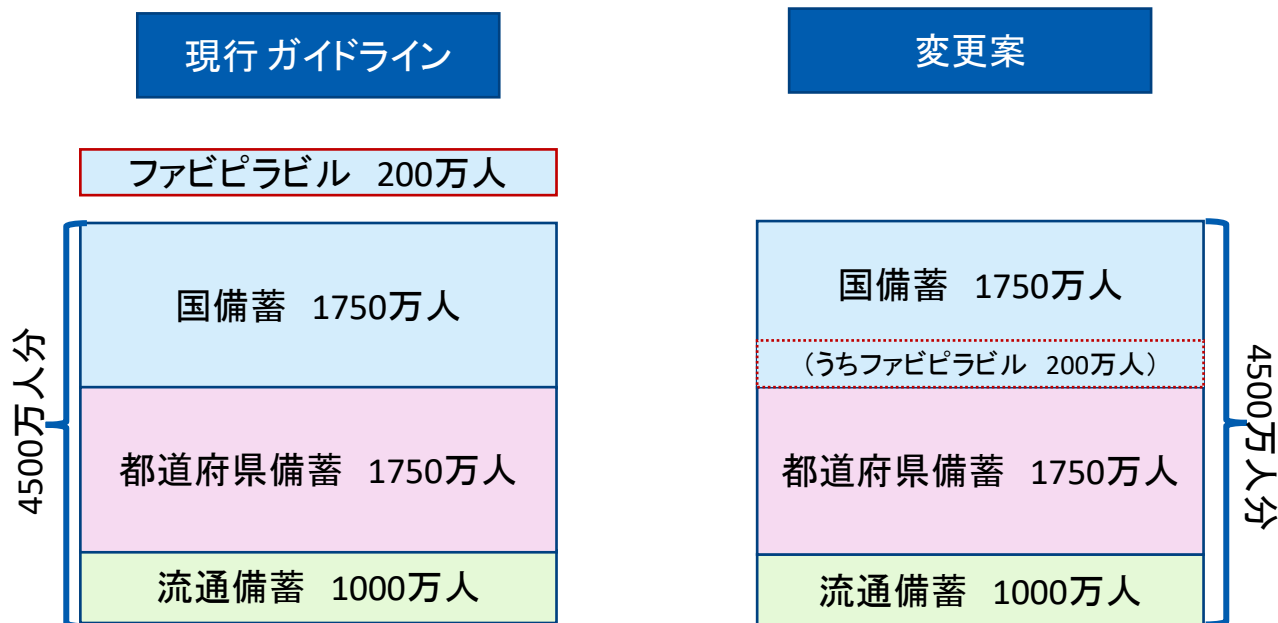 現行 ガイドライン
ファビピラビル 200万人
国備蓄 1750万人
都道府県備蓄 1750万人
流通備蓄 1000万人
4500万人分
変更案
国備蓄 1750万人
（うちファビピラビル 200万人）
都道府県備蓄 1750万人
流通備蓄 1000万人
4500万人分